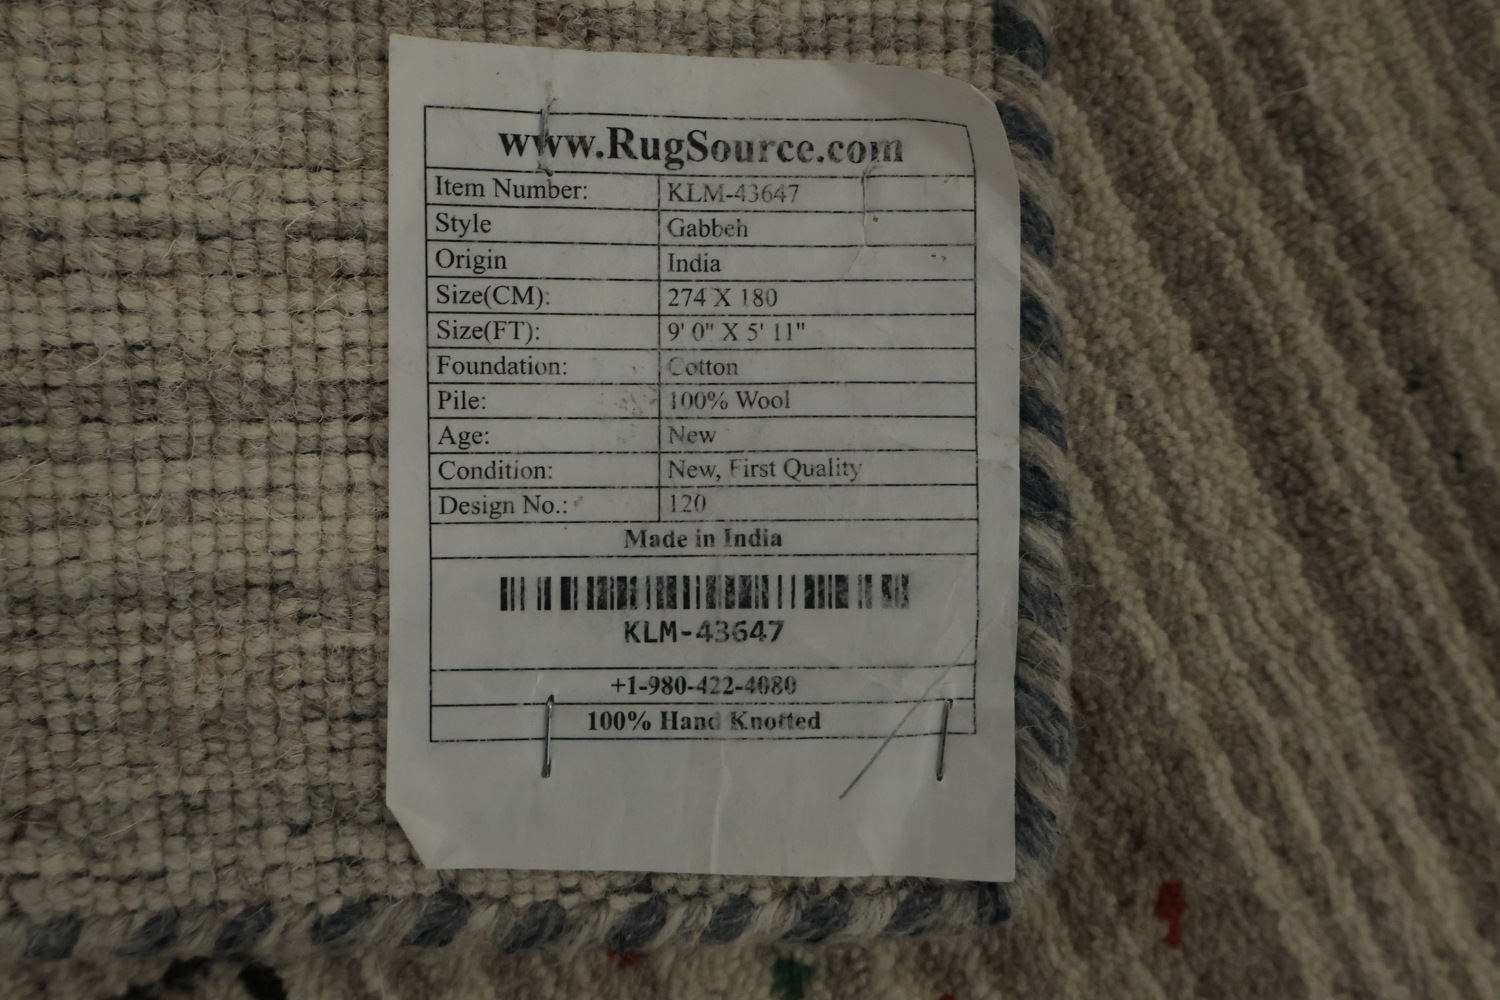 www.RugSource.com
Item Number: KLM-43647
Style Gabbeh
Origin India
Size(CM): 274 X 180
Size(FT): 9' 0" X 5' 11"
Foundation: Cotton
Pile: 100% Wool
Age: New
Condition: New, First Quality
Design No.: 120
Made in India
KLM-43647
+1-980-422-4080
100% Hand Knotted